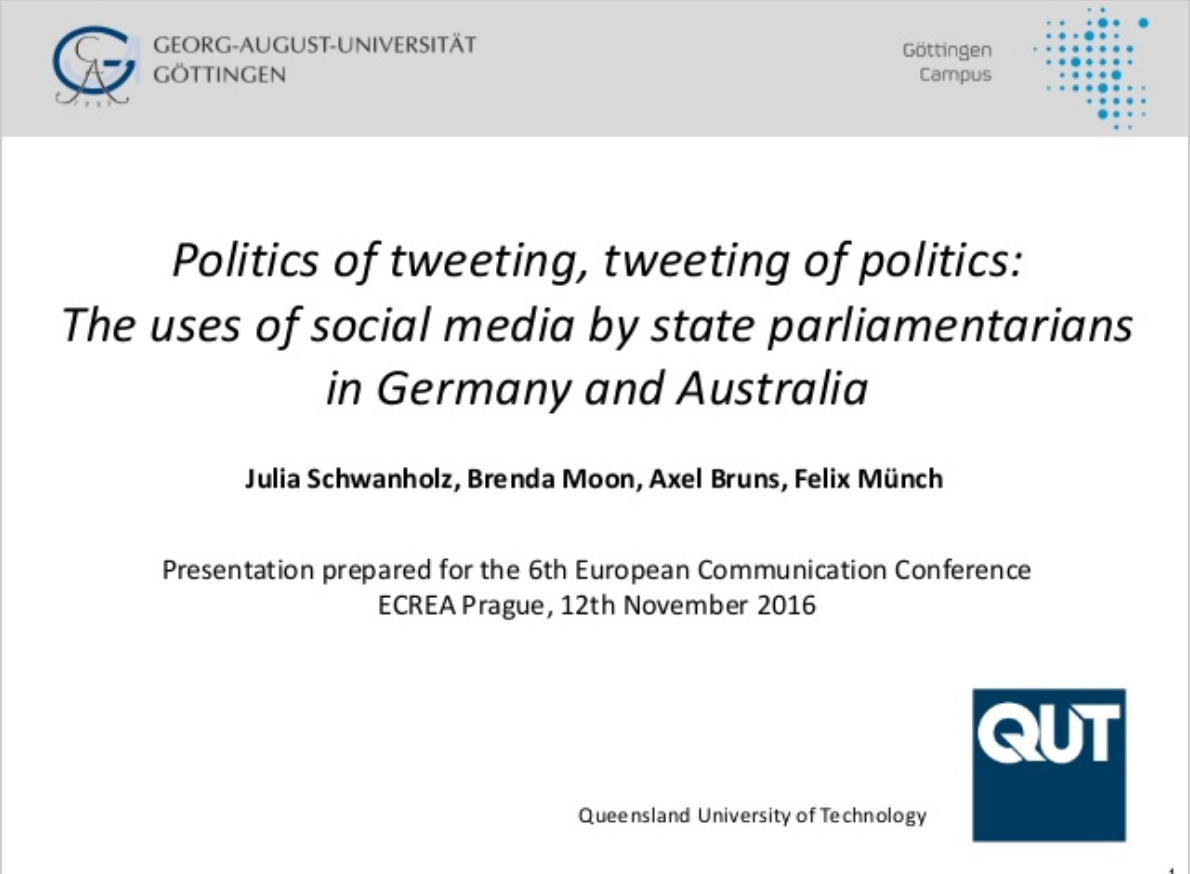 GEORG-AUGUST-UNIVERSITÄT
GÖTTINGEN
Göttingen
Campus
Politics of tweeting, tweeting of politics:
The uses of social media by state parliamentarians
in Germany and Australia
Julia Schwanholz, Brenda Moon, Axel Bruns, Felix Münch
Presentation prepared for the 6th European Communication Conference
ECREA Prague, 12th November 2016
QUT
Queensland University of Technology
1